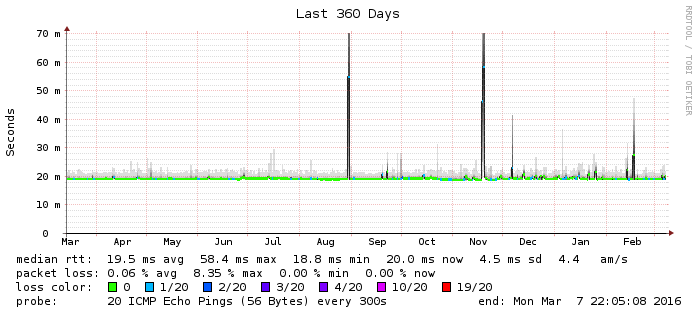 Last 360 Days
RRDTOOL / TOBI OETIKER
Seconds
70 m
60 m
50 m
40 m
30 m
20 m
10 m
0
Mar Apr May Jun Jul Aug Sep Oct Nov Dec Jan Feb
median rtt: 19.5 ms avg 58.4 ms max 18.8 ms min 20.0 ms now 4.5 ms sd 4.4 am/s
packet loss: 0.06 % avg 8.35 % max 0.00 % min 0.00 % now
loss color: 0 1/20 2/20 3/20 4/20 10/20 19/20
probe: 20 ICMP Echo Pings (56 Bytes) every 300s end: Mon Mar 7 22:05:08 2016